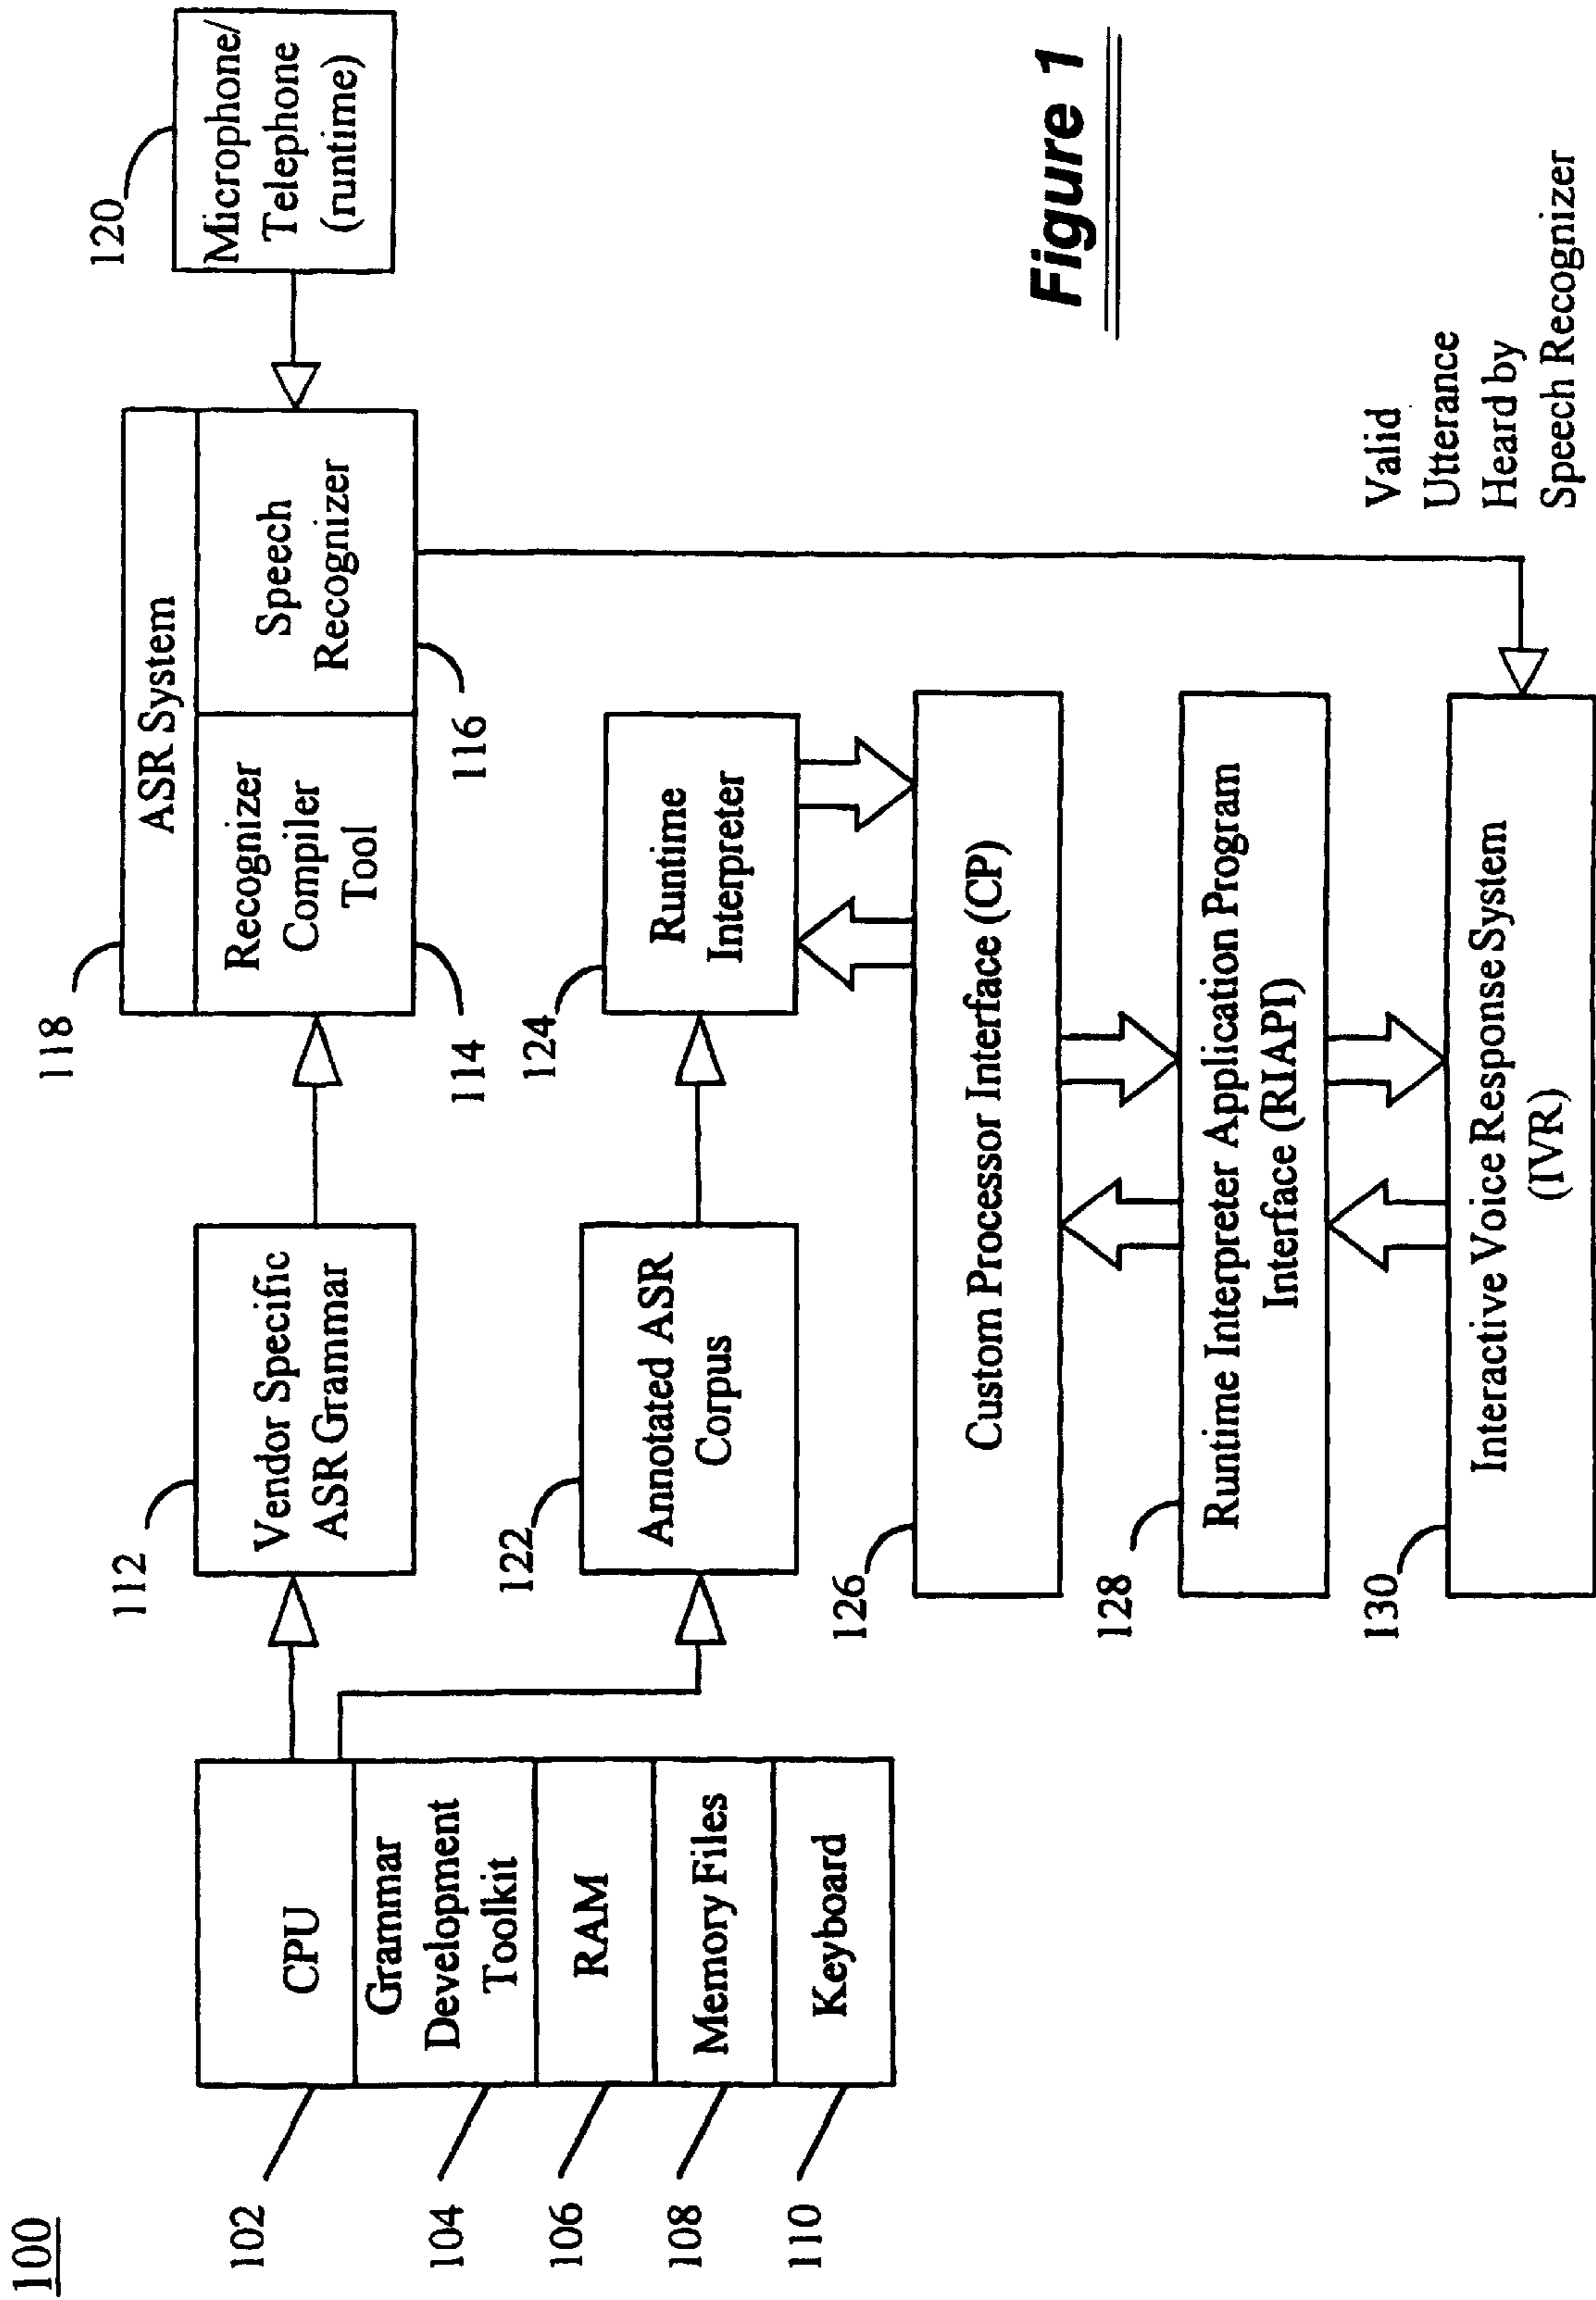 100
102
CPU
104
Grammar
Development
Toolkit
106
RAM
108
Memory Files
110
Keyboard
112
Vendor Specific
ASR Grammar
118
ASR System
114
Recognizer
Compiler
Tool
116
Speech
Recognizer
120
Microphone/
Telephone
(runtime)
122
Annotated ASR
Corpus
124
Runtime
Interpreter
126
Custom Processor Interface (CP)
128
Runtime Interpreter Application Program
Interface (RIAPI)
130
Interactive Voice Response System
(IVR)
Valid
Utterance
Heard by
Speech Recognizer
Figure 1